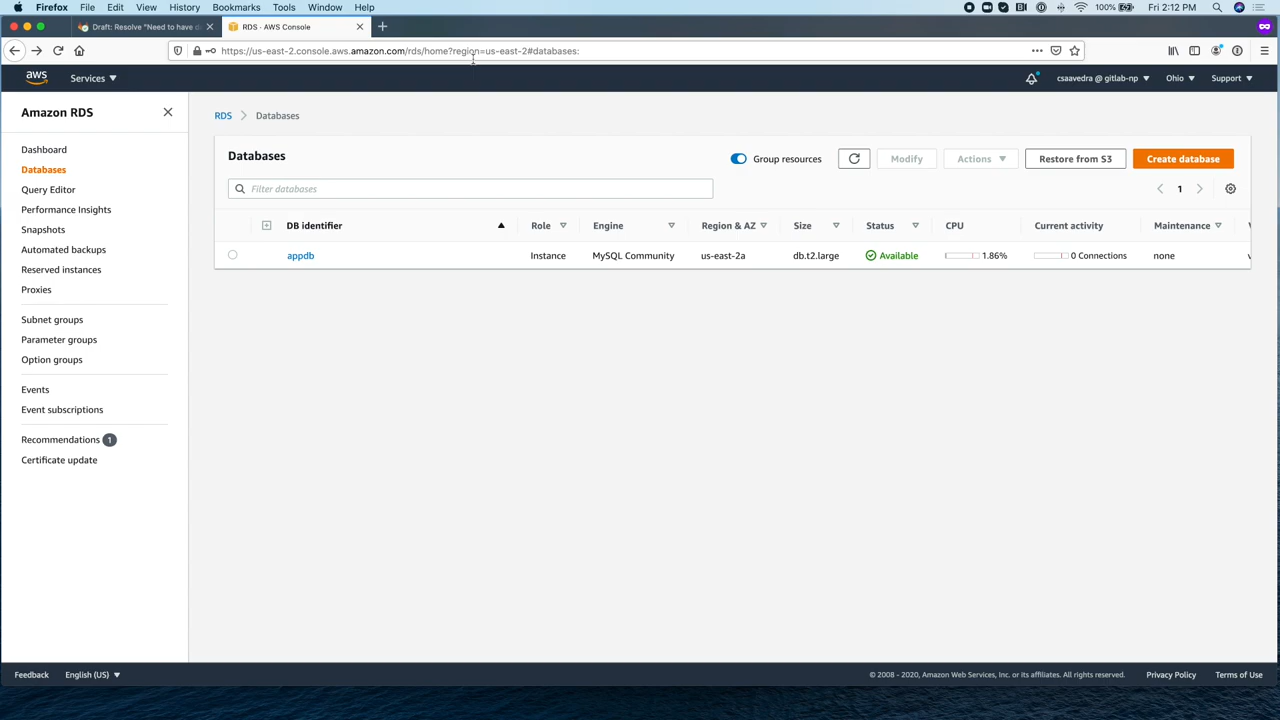 Firefox File Edit View History Bookmarks Tools Window Help 100% Fri 2:12 PM
Draft: Resolve "Need to have d
RDS - AWS Console
https://us-east-2.console.aws.amazon.com/rds/home?region=us-east-2#databases:
aws Services csaavedra @ gitlab-np Ohio Support
Amazon RDS
Dashboard
Databases
Query Editor
Performance Insights
Snapshots
Automated backups
Reserved instances
Proxies
Subnet groups
Parameter groups
Option groups
Events
Event subscriptions
Recommendations 1
Certificate update
RDS Databases
Databases
Group resources Modify Actions Restore from S3 Create database
Filter databases
1
DB identifier Role Engine Region & AZ Size Status CPU Current activity Maintenance
appdb Instance MySQL Community us-east-2a db.t2.large Available 1.86% 0 Connections none
Feedback English (US) © 2008 - 2020, Amazon Web Services, Inc. or its affiliates. All rights reserved. Privacy Policy Terms of Use